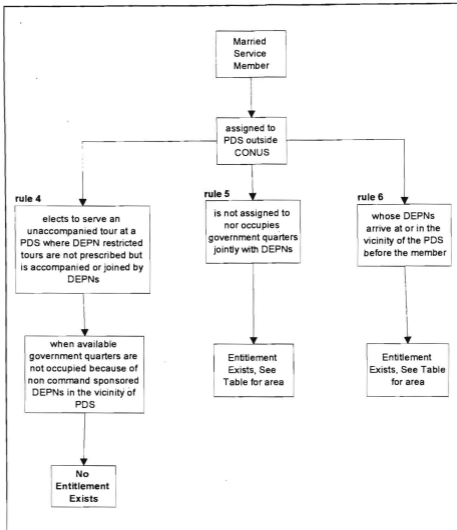 Married
Service
Member
assigned to
PDS outside
CONUS
rule 4
elects to serve an
unaccompanied tour at a
PDS where DEPN restricted
tours are not prescribed but
is accompanied or joined by
DEPNs
when available
government quarters are
not occupied because of
non command sponsored
DEPNs in the vicinity of
PDS
No
Entitlement
Exists
rule 5
is not assigned to
nor occupies
government quarters
jointly with DEPNs
Entitlement
Exists, See
Table for area
rule 6
whose DEPNs
arrive at or in the
vicinity of the PDS
before the member
Entitlement
Exists, See Table
for area